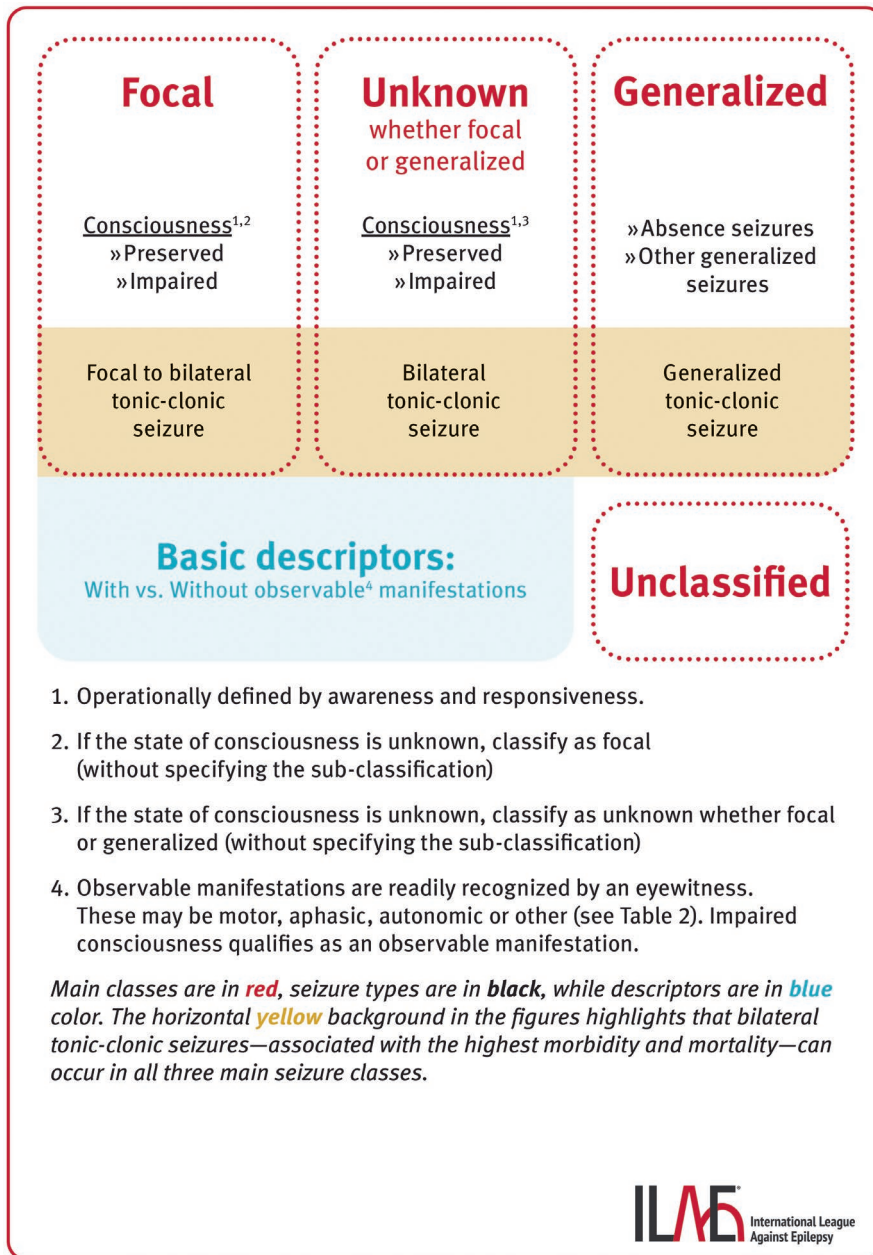 Focal
Consciousness1,2
»Preserved
»Impaired
Focal to bilateral
tonic-clonic
seizure
Unknown
whether focal
or generalized
Consciousness1,3
»Preserved
»Impaired
Bilateral
tonic-clonic
seizure
Generalized
»Absence seizures
»Other generalized
seizures
Generalized
tonic-clonic
seizure
Basic descriptors:
With vs. Without observable4 manifestations
Unclassified
1. Operationally defined by awareness and responsiveness.
2. If the state of consciousness is unknown, classify as focal
(without specifying the sub-classification)
3. If the state of consciousness is unknown, classify as unknown whether focal
or generalized (without specifying the sub-classification)
4. Observable manifestations are readily recognized by an eyewitness.
These may be motor, aphasic, autonomic or other (see Table 2). Impaired
consciousness qualifies as an observable manifestation.
Main classes are in red, seizure types are in black, while descriptors are in blue
color. The horizontal yellow background in the figures highlights that bilateral
tonic-clonic seizures—associated with the highest morbidity and mortality—can
occur in all three main seizure classes.
ILAE®
International League
Against Epilepsy